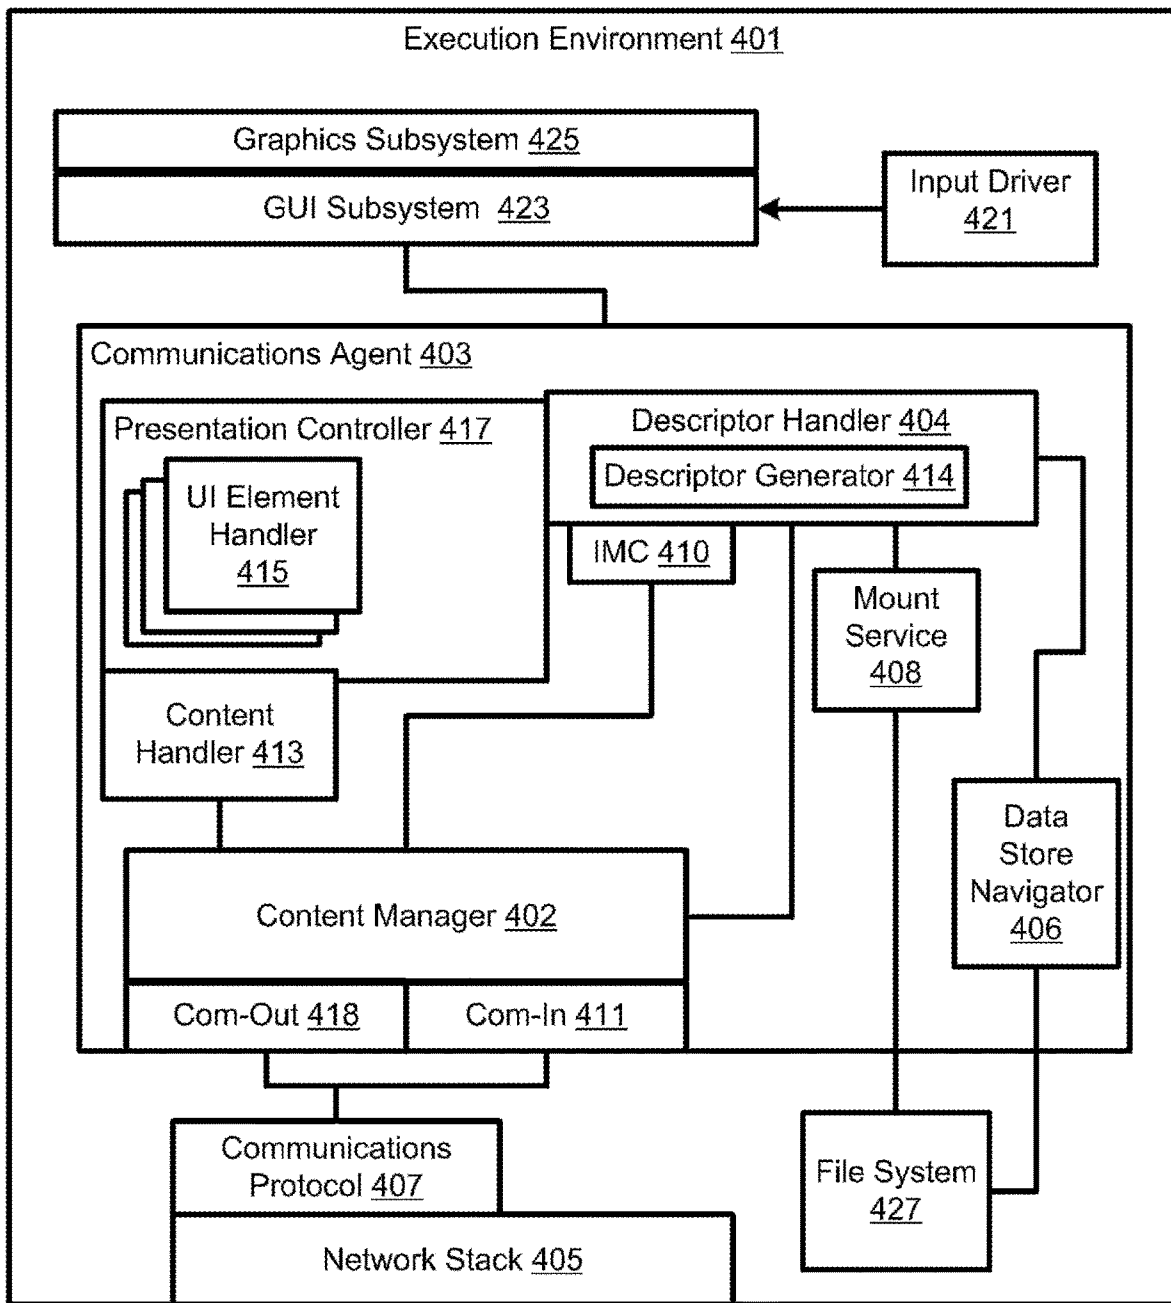 Execution Environment 401
Graphics Subsystem 425
GUI Subsystem 423
Input Driver
421
Communications Agent 403
Presentation Controller 417
UI Element
Handler
415
Descriptor Handler 404
Descriptor Generator 414
IMC 410
Mount
Service
408
Content
Handler 413
Data
Store
Navigator
406
Content Manager 402
Com-Out 418
Com-In 411
Communications
Protocol 407
Network Stack 405
File System
427